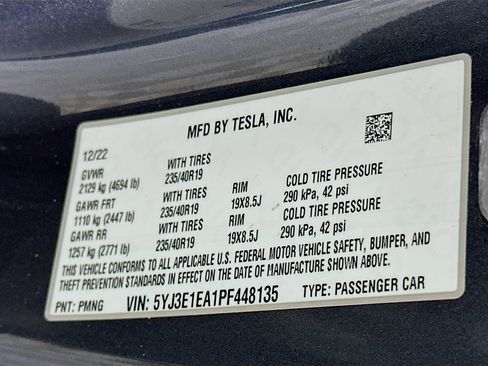 MFD BY TESLA, INC.
12/22
GVWR WITH TIRES
2129 kg (4694 lb) 235/40R19
GAWR FRT WITH TIRES RIM COLD TIRE PRESSURE
1110 kg (2447 lb) 235/40R19 19X8.5J 290 kPa, 42 psi
GAWR RR WITH TIRES RIM COLD TIRE PRESSURE
1257 kg (2771 lb) 235/40R19 19X8.5J 290 kPa, 42 psi
THIS VEHICLE CONFORMS TO ALL APPLICABLE U.S. FEDERAL MOTOR VEHICLE SAFETY, BUMPER, AND
THEFT PREVENTION STANDARDS IN EFFECT ON THE DATE OF MANUFACTURE SHOWN ABOVE.
PNT: PMNG VIN: 5YJ3E1EA1PF448135 TYPE: PASSENGER CAR